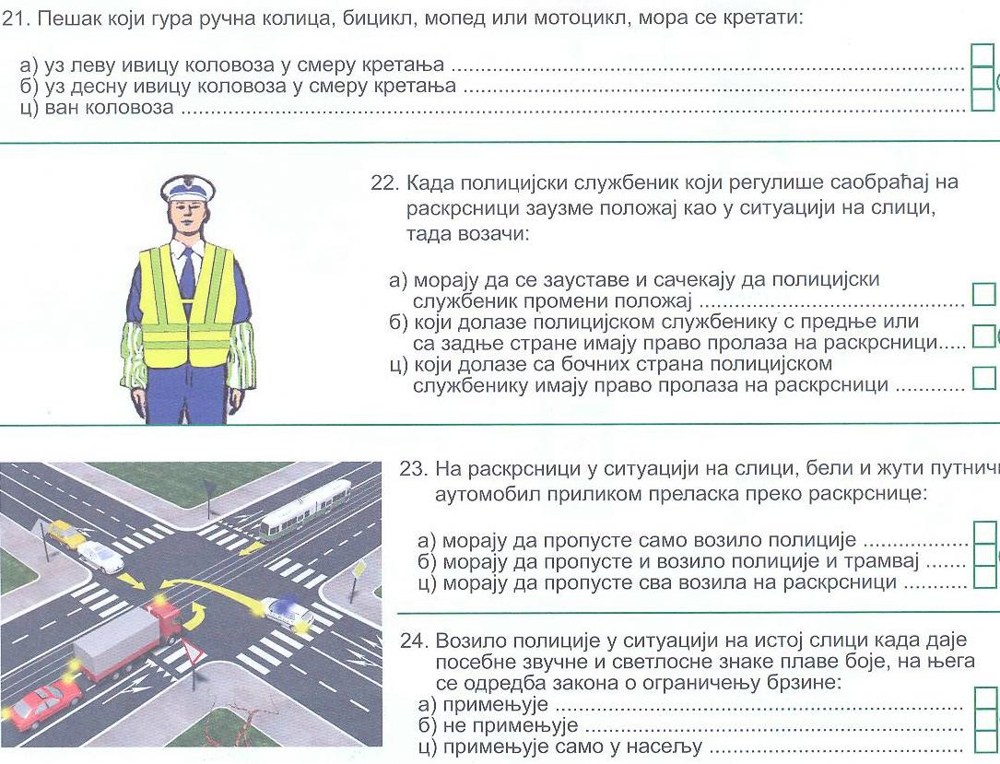 21. Пешак који гура ручна колица, бицикл, мопед или мотоцикл, мора се кретати:
а) уз леву ивицу коловоза у смеру кретања
б) уз десну ивицу коловоза у смеру кретања
ц) ван коловоза
22. Када полицијски службеник који регулише саобраћај на
раскрсници заузме положај као у ситуацији на слици,
тада возачи:
а) морају да се зауставе и сачекају да полицијски
службеник промени положај
б) који долазе полицијском службенику с предње или
са задње стране имају право пролаза на раскрсници
ц) који долазе са бочних страна полицијском
службенику имају право пролаза на раскрсници
23. На раскрсници у ситуацији на слици, бели и жути путнич
аутомобил приликом преласка преко раскрснице:
а) морају да пропусте само возило полиције
б) морају да пропусте и возило полиције и трамвај
ц) морају да пропусте сва возила на раскрсници
24. Возило полиције у ситуацији на истој слици када даје
посебне звучне и светлосне знаке плаве боје, на њега
се одредба закона о ограничењу брзине:
а) примењује
б) не примењује
ц) примењује само у насељу